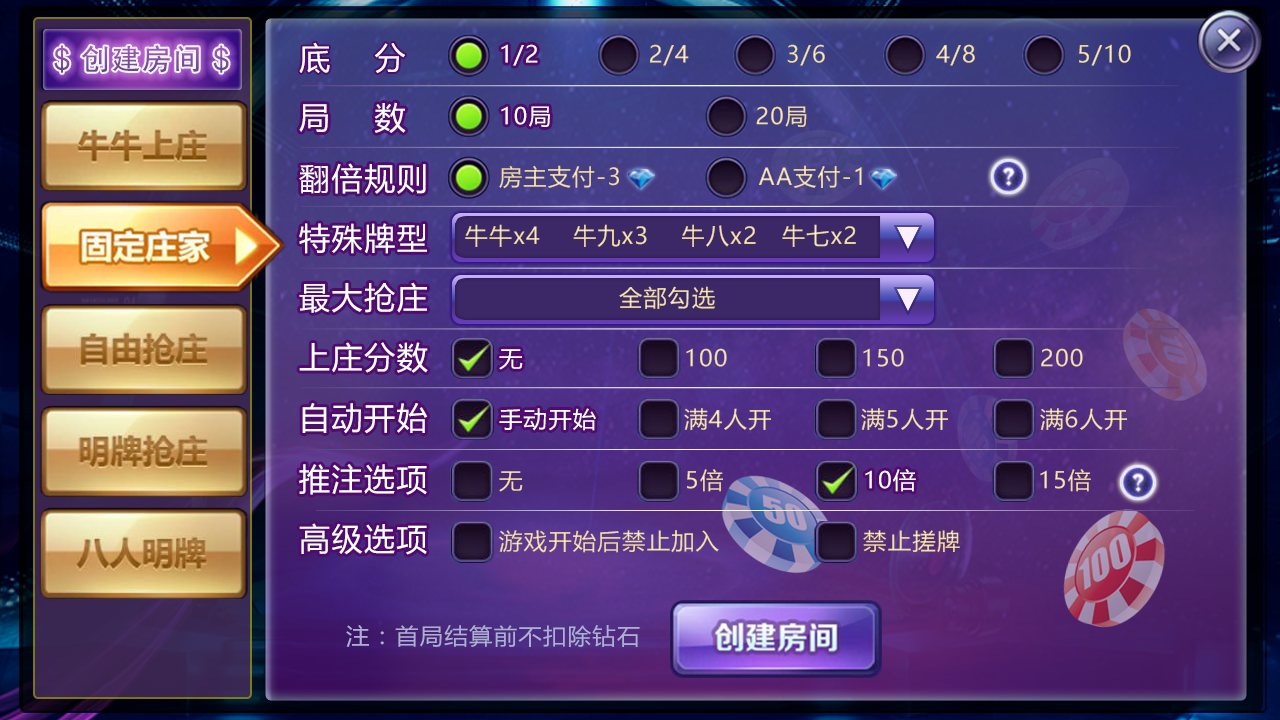 $ 创建房间 $
牛牛上庄
固定庄家
自由抢庄
明牌抢庄
八人明牌
底 分 1/2 2/4 3/6 4/8 5/10
局 数 10局 20局
翻倍规则 房主支付-3 AA支付-1 ?
特殊牌型 牛牛x4 牛九x3 牛八x2 牛七x2
最大抢庄 全部勾选
上庄分数 无 100 150 200
自动开始 手动开始 满4人开 满5人开 满6人开
推注选项 无 5倍 10倍 15倍 ?
50
高级选项 游戏开始后禁止加入 禁止搓牌
100
注：首局结算前不扣除钻石
创建房间